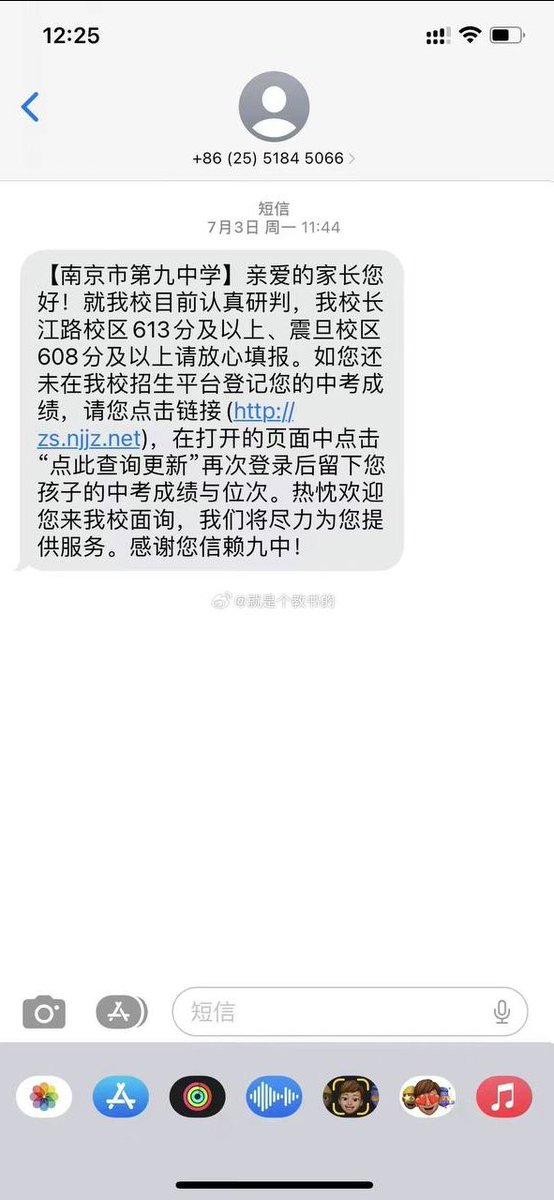 12:25
+86 (25) 5184 5066
短信
7月3日 周一 11:44
【南京市第九中学】亲爱的家长您
好！就我校目前认真研判，我校长
江路校区613分及以上、震旦校区
608分及以上请放心填报。如您还
未在我校招生平台登记您的中考成
绩，请您点击链接(http://
zs.njjz.net)，在打开的页面中点击
“点此查询更新”再次登录后留下您
孩子的中考成绩与位次。热忱欢迎
您来我校面询，我们将尽力为您提
供服务。感谢您信赖九中！
@就是个教书的
短信